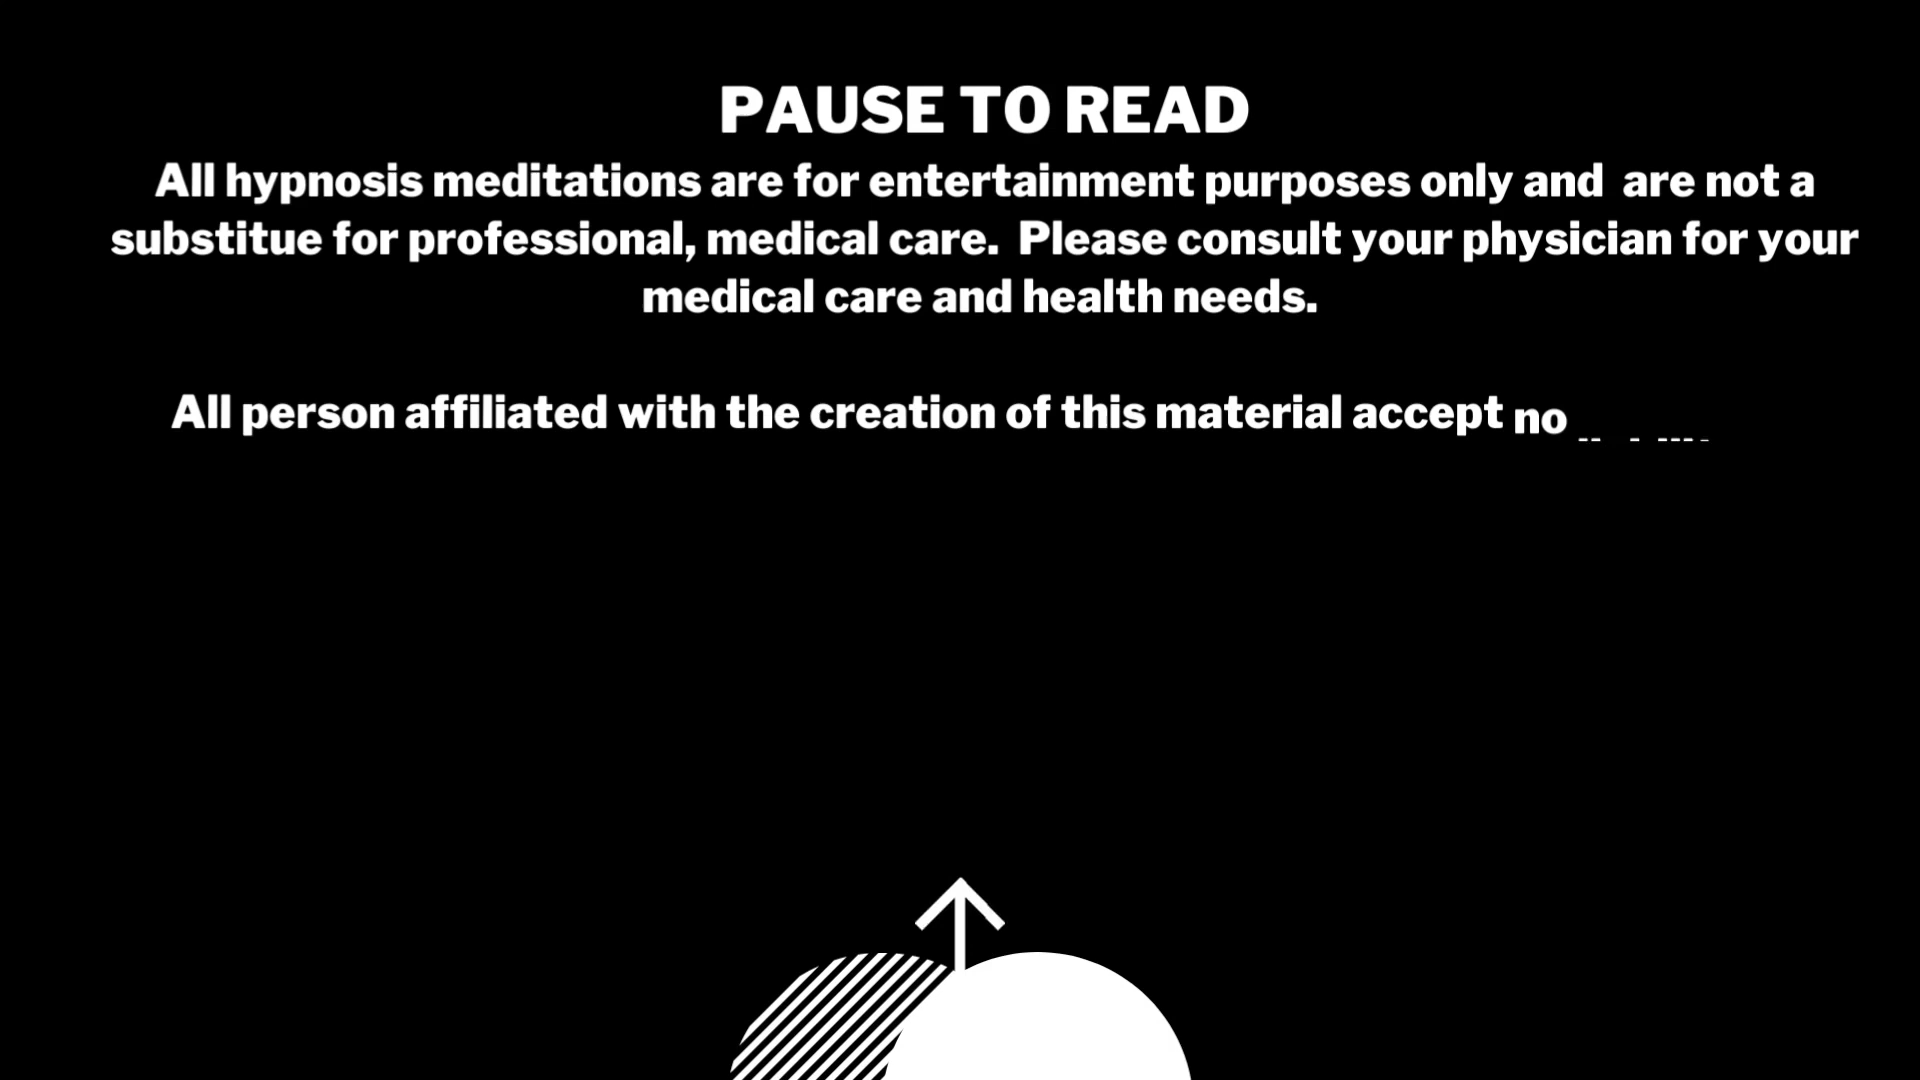 PAUSE TO READ
All hypnosis meditations are for entertainment purposes only and  are not a
substitue for professional, medical care.  Please consult your physician for your
medical care and health needs.
All person affiliated with the creation of this material accept no